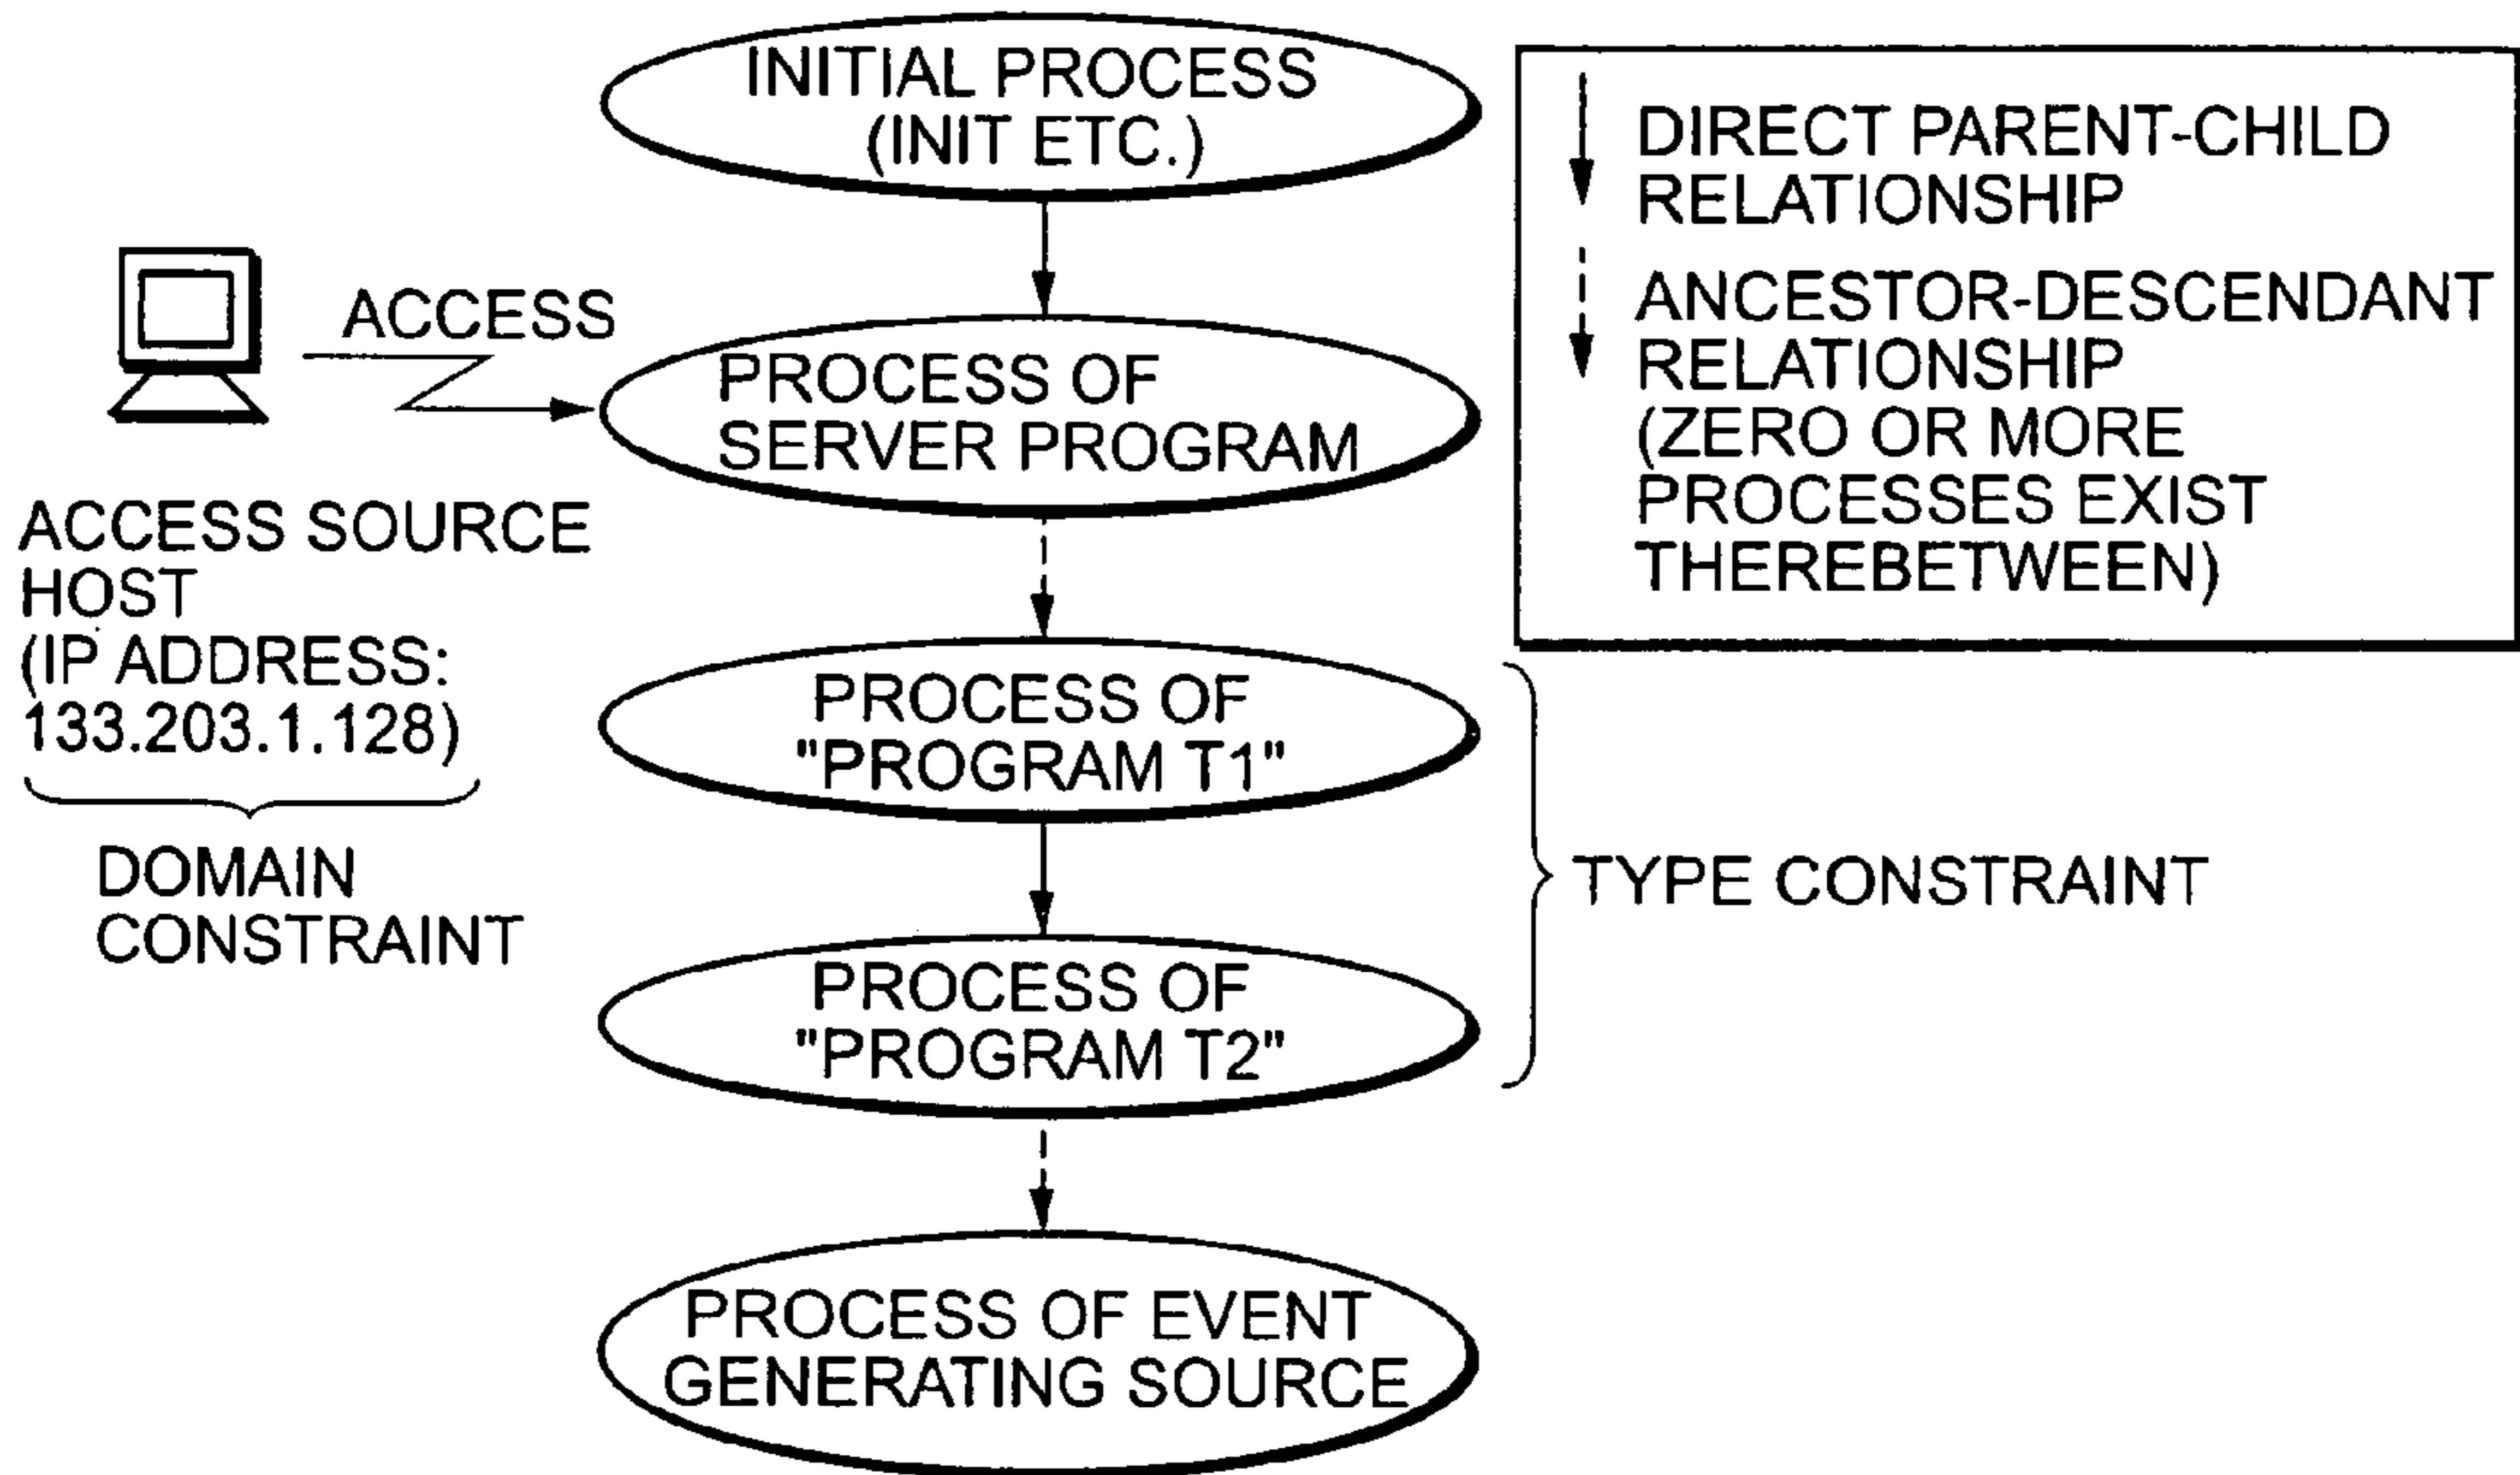 INITIAL PROCESS
(INIT ETC.)
DIRECT PARENT-CHILD
RELATIONSHIP
ANCESTOR-DESCENDANT
RELATIONSHIP
(ZERO OR MORE
PROCESSES EXIST
THEREBETWEEN)
ACCESS
PROCESS OF
SERVER PROGRAM
ACCESS SOURCE
HOST
(IP ADDRESS:
133.203.1.128)
DOMAIN
CONSTRAINT
PROCESS OF
"PROGRAM T1"
TYPE CONSTRAINT
PROCESS OF
"PROGRAM T2"
PROCESS OF EVENT
GENERATING SOURCE